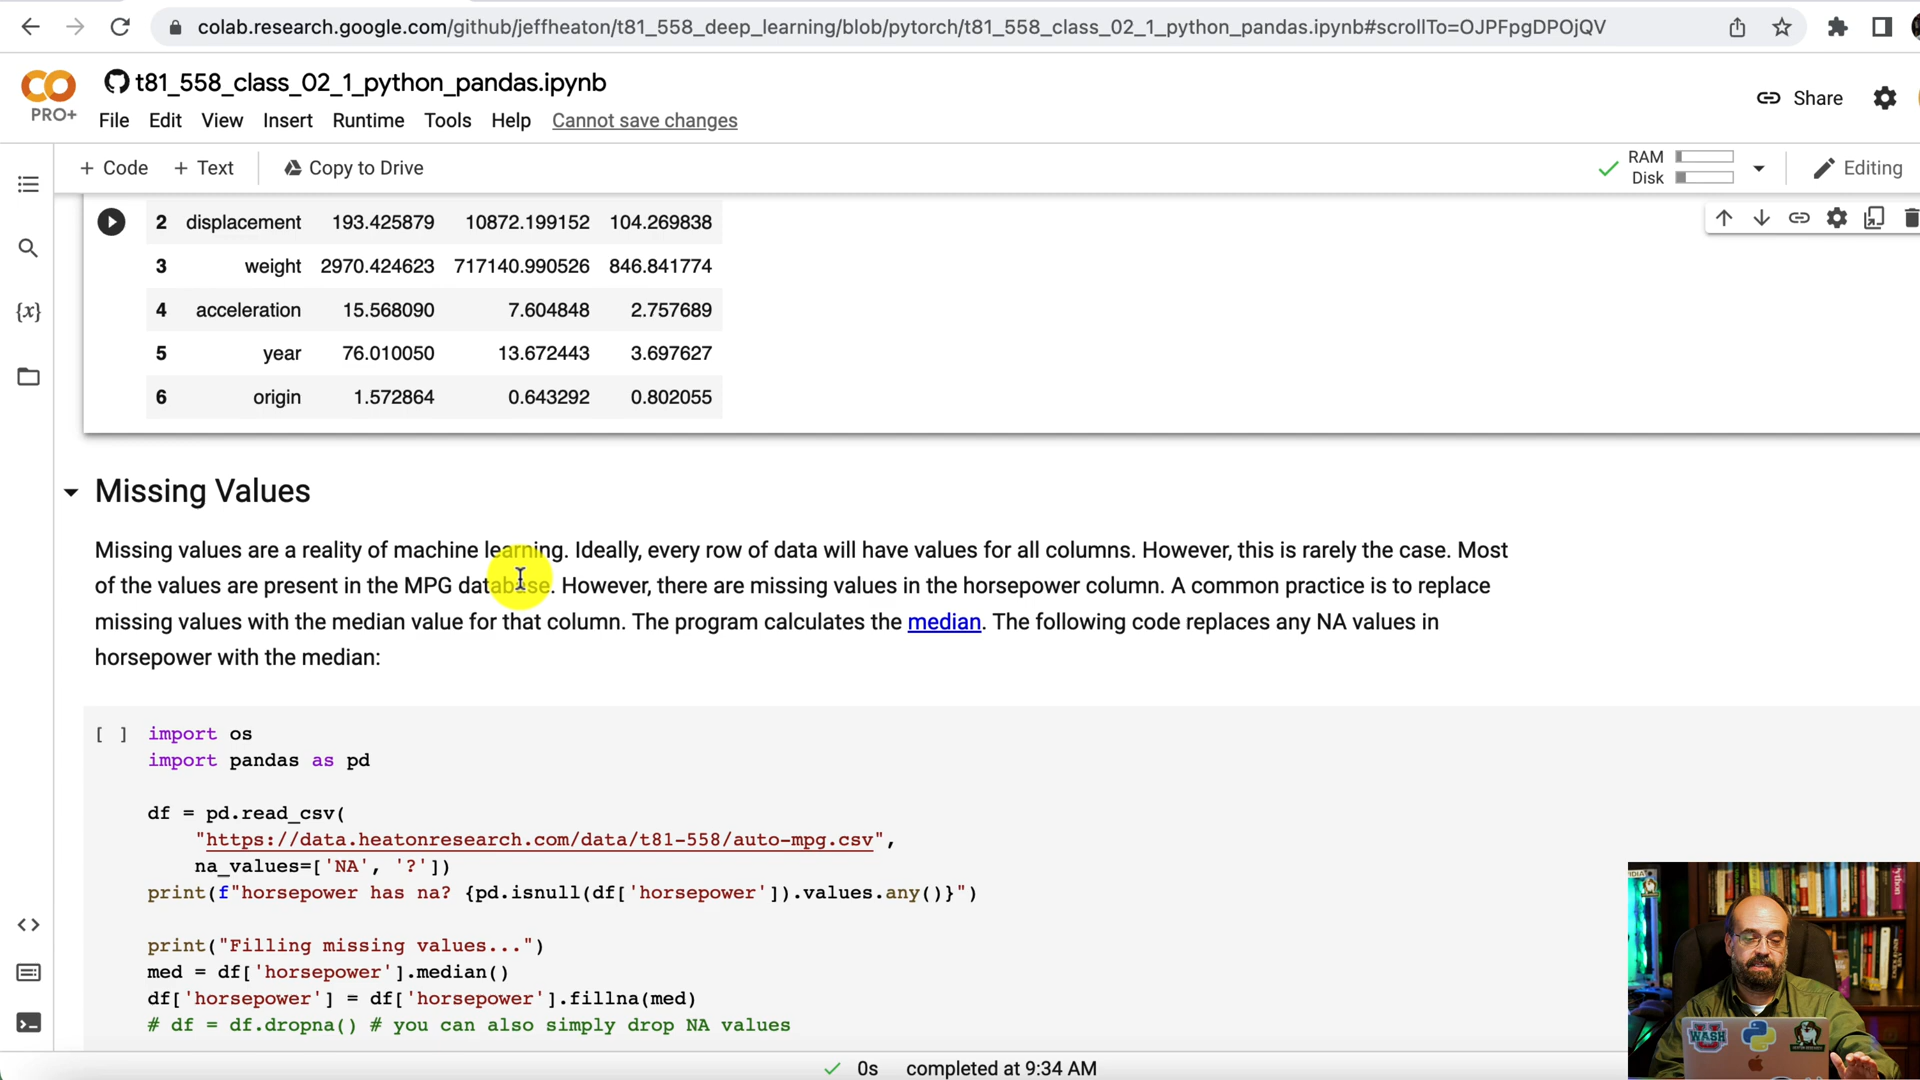 colab.research.google.com/github/jeffheaton/t81_558_deep_learning/blob/pytorch/t81_558_class_02_1_python_pandas.ipynb#scrollTo=OJPFpgDPOjQV
CO
PRO+
t81_558_class_02_1_python_pandas.ipynb
File Edit View Insert Runtime Tools Help Cannot save changes
Share
+ Code + Text Copy to Drive
RAM
Disk
Editing
2 displacement 193.425879 10872.199152 104.269838
3 weight 2970.424623 717140.990526 846.841774
4 acceleration 15.568090 7.604848 2.757689
5 year 76.010050 13.672443 3.697627
6 origin 1.572864 0.643292 0.802055
{x}
Missing Values
Missing values are a reality of machine learning. Ideally, every row of data will have values for all columns. However, this is rarely the case. Most
of the values are present in the MPG database. However, there are missing values in the horsepower column. A common practice is to replace
missing values with the median value for that column. The program calculates the median. The following code replaces any NA values in
horsepower with the median:
[ ] import os
import pandas as pd
df = pd.read_csv(
"https://data.heatonresearch.com/data/t81-558/auto-mpg.csv",
na_values=['NA', '?'])
print(f"horsepower has na? {pd.isnull(df['horsepower']).values.any()}")
print("Filling missing values...")
med = df['horsepower'].median()
df['horsepower'] = df['horsepower'].fillna(med)
# df = df.dropna() # you can also simply drop NA values
0s completed at 9:34 AM
WASH